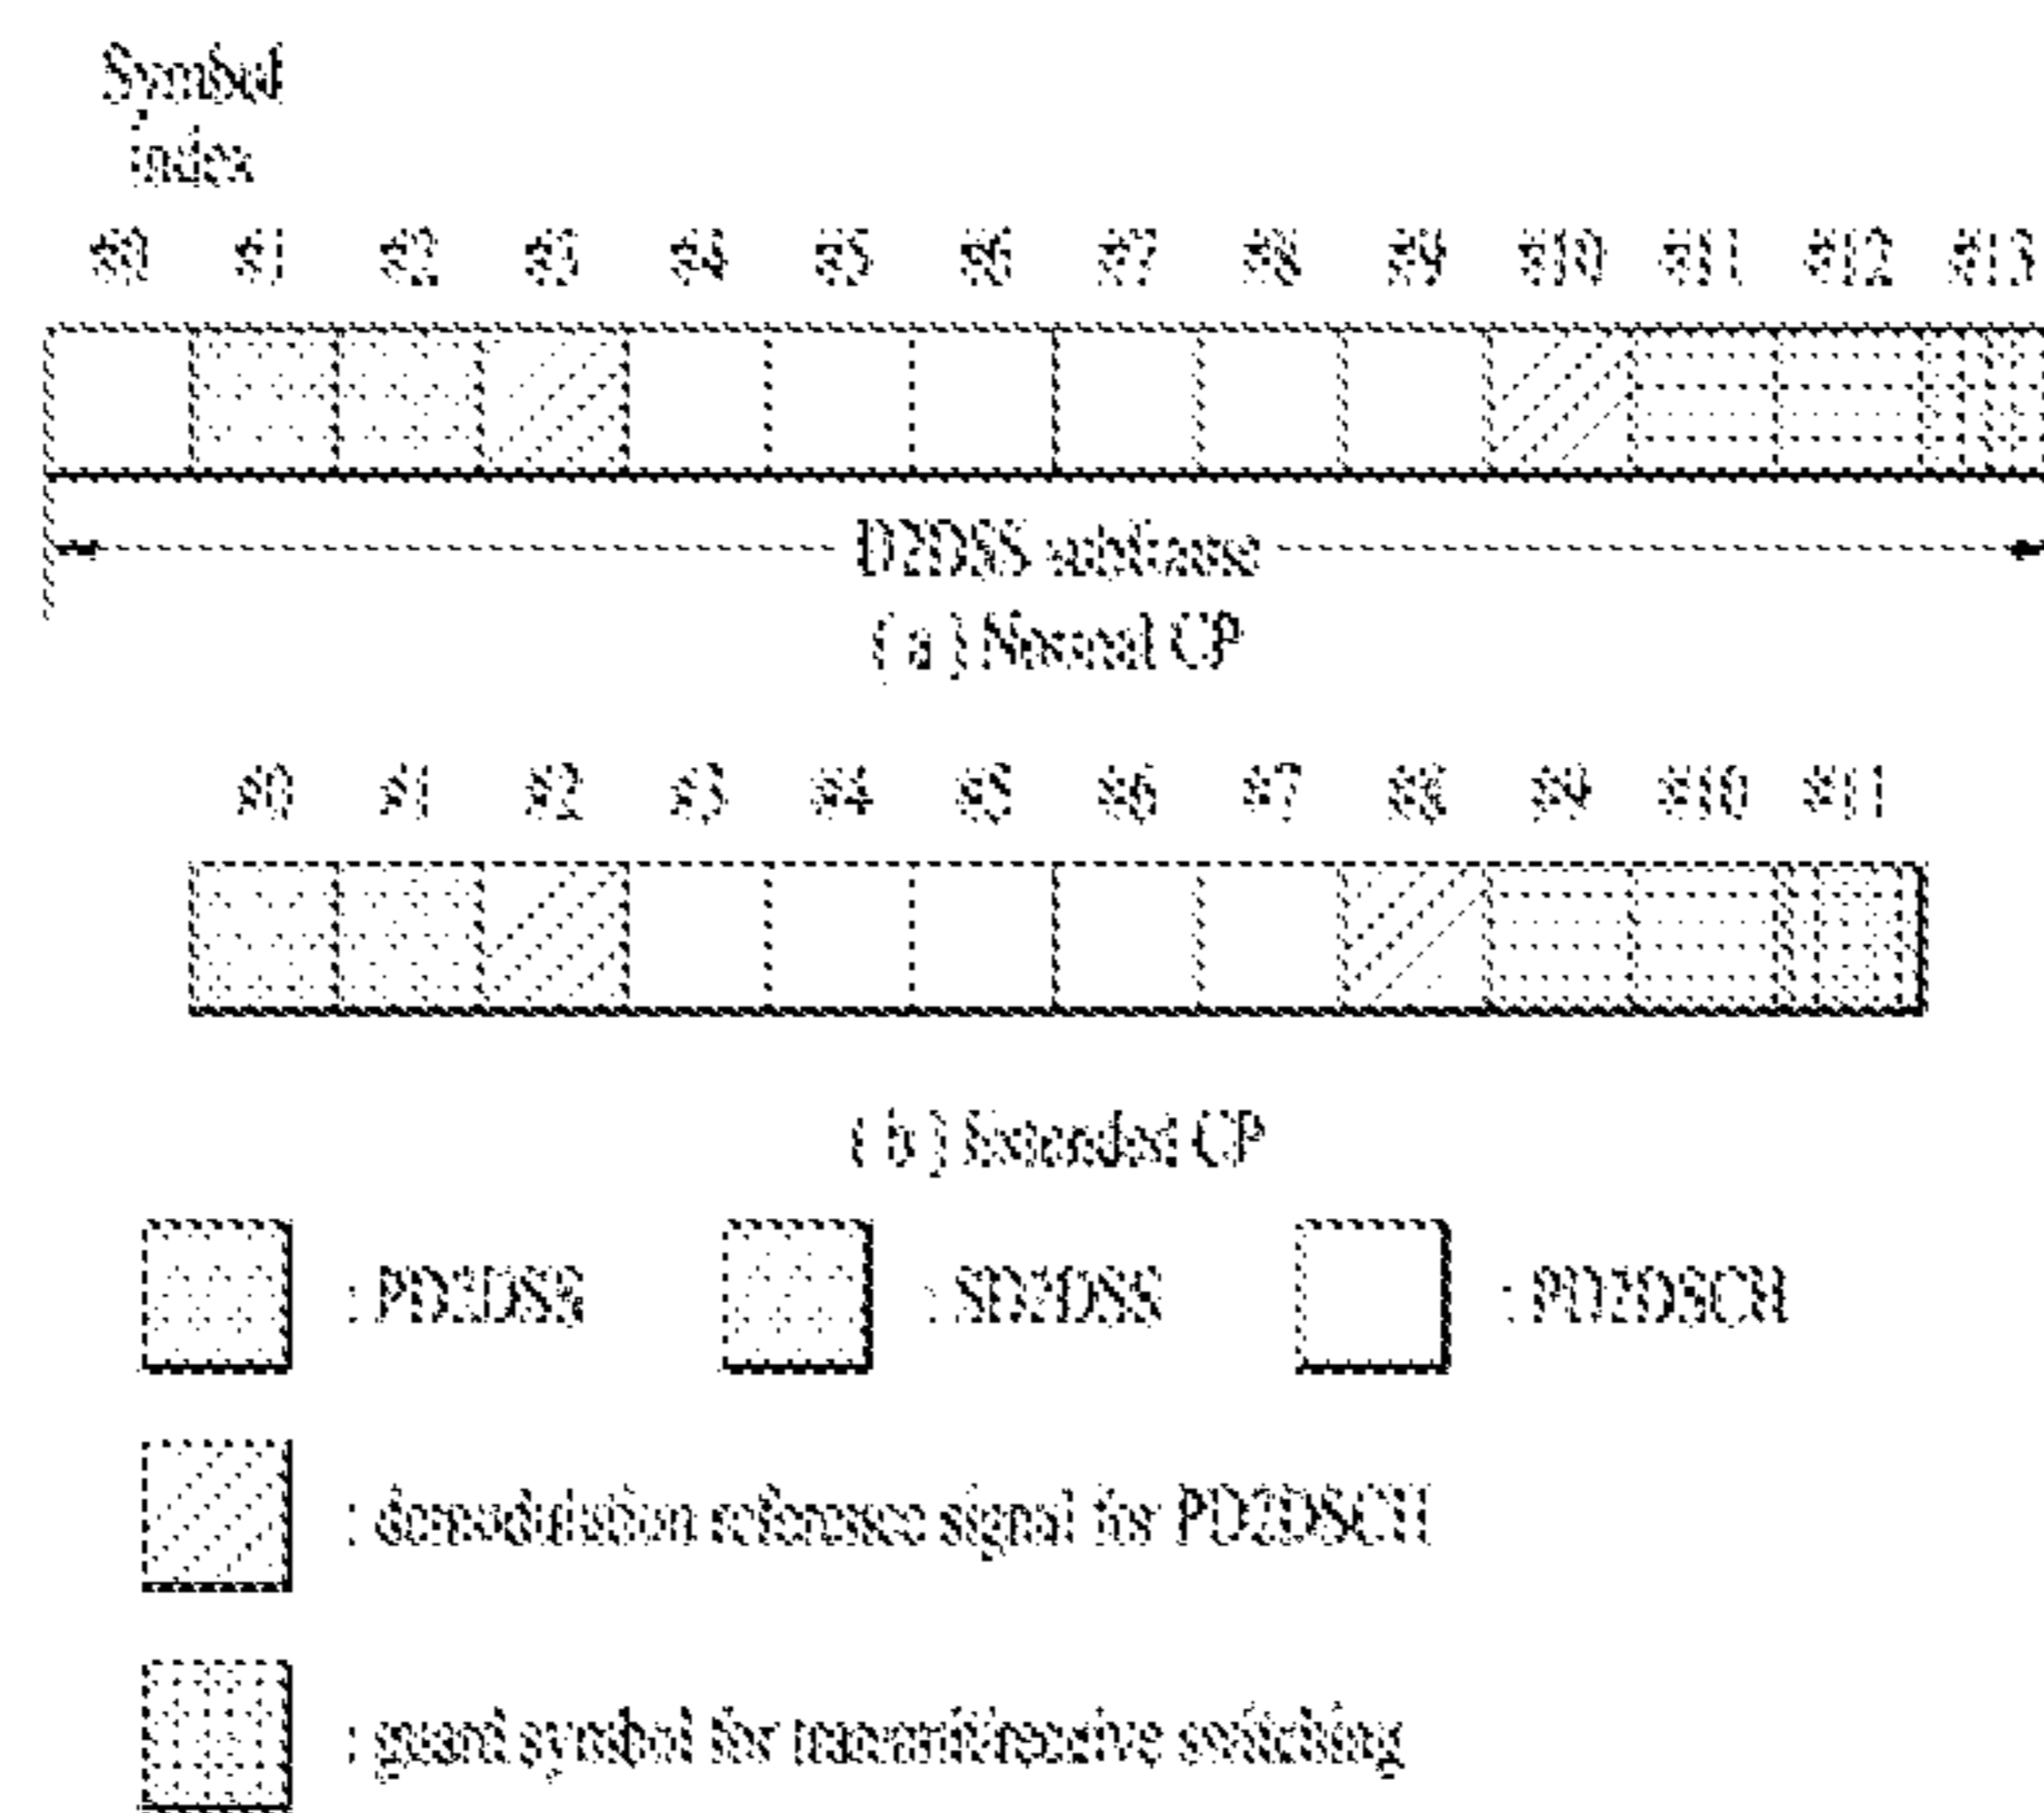 Symbol
index
#0 #1 #2 #3 #4 #5 #6 #7 #8 #9 #10 #11 #12 #13
D2DSS subframe
( a ) Normal CP
#0 #1 #2 #3 #4 #5 #6 #7 #8 #9 #10 #11
( b ) Extended CP
: PD2DSS : SD2DSS : PD2DSCH
: demodulation reference signal for PD2DSCH
: guard symbol for transmit/receive switching